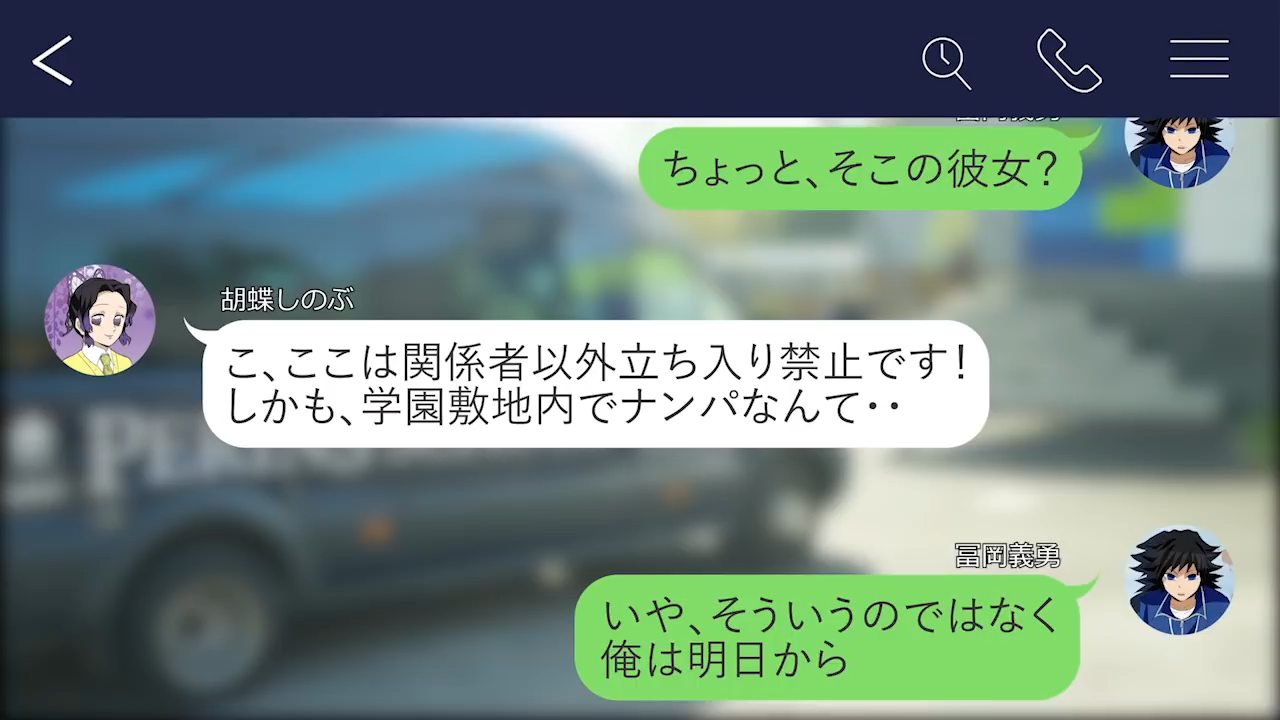 ちょっと、そこの彼女？
胡蝶しのぶ
こ、ここは関係者以外立ち入り禁止です！
しかも、学園敷地内でナンパなんて・・
冨岡義勇
いや、そういうのではなく
俺は明日から